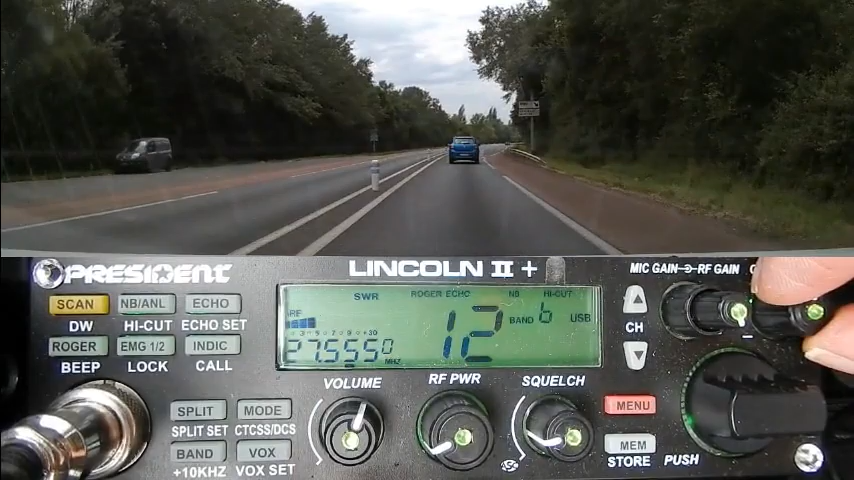 PRESIDENT
LINCOLN II +
MIC GAIN RF GAIN
SCAN NB/ANL ECHO
DW HI-CUT ECHO SET
ROGER EMG 1/2 INDIC
BEEP LOCK CALL
SWR ROGER ECHO NB HI-CUT
RF
12 BAND b USB
27.5550 MHz
CH
VOLUME RF PWR SQUELCH
SPLIT MODE
SPLIT SET CTCSS/DCS
BAND VOX
+10KHZ VOX SET
MENU
MEM
STORE PUSH